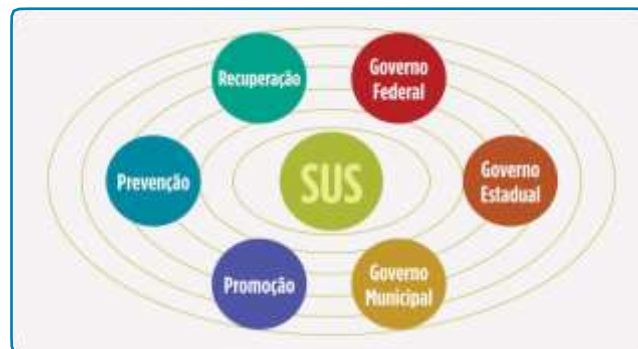 Recuperação
Governo
Federal
Prevenção
SUS
Governo
Estadual
Promoção
Governo
Municipal